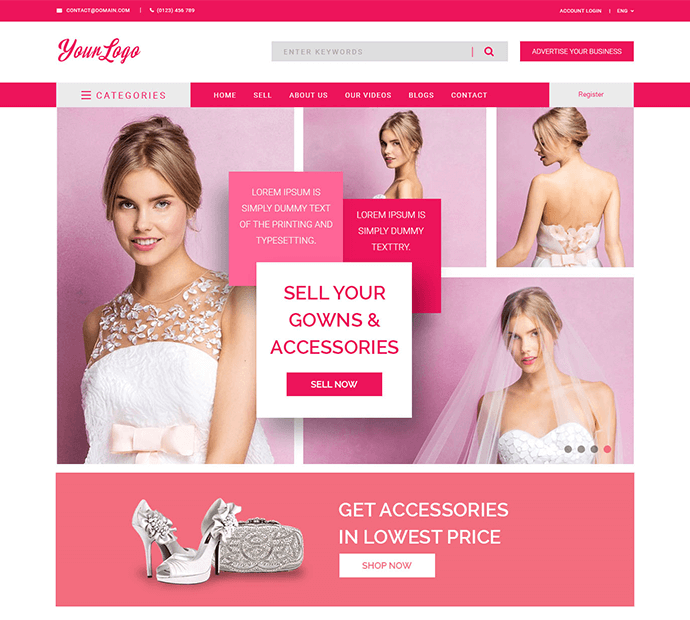 CONTACT@DOMAIN.COM | (0123) 456 789
ACCOUNT LOGIN | ENG
YourLogo
ENTER KEYWORDS |
ADVERTISE YOUR BUSINESS
CATEGORIES
HOME SELL ABOUT US OUR VIDEOS BLOGS CONTACT
Register
LOREM IPSUM IS
SIMPLY DUMMY TEXT
OF THE PRINTING AND
TYPESETTING.
LOREM IPSUM IS
SIMPLY DUMMY
TEXTTRY.
SELL YOUR
GOWNS &
ACCESSORIES
SELL NOW
GET ACCESSORIES
IN LOWEST PRICE
SHOP NOW